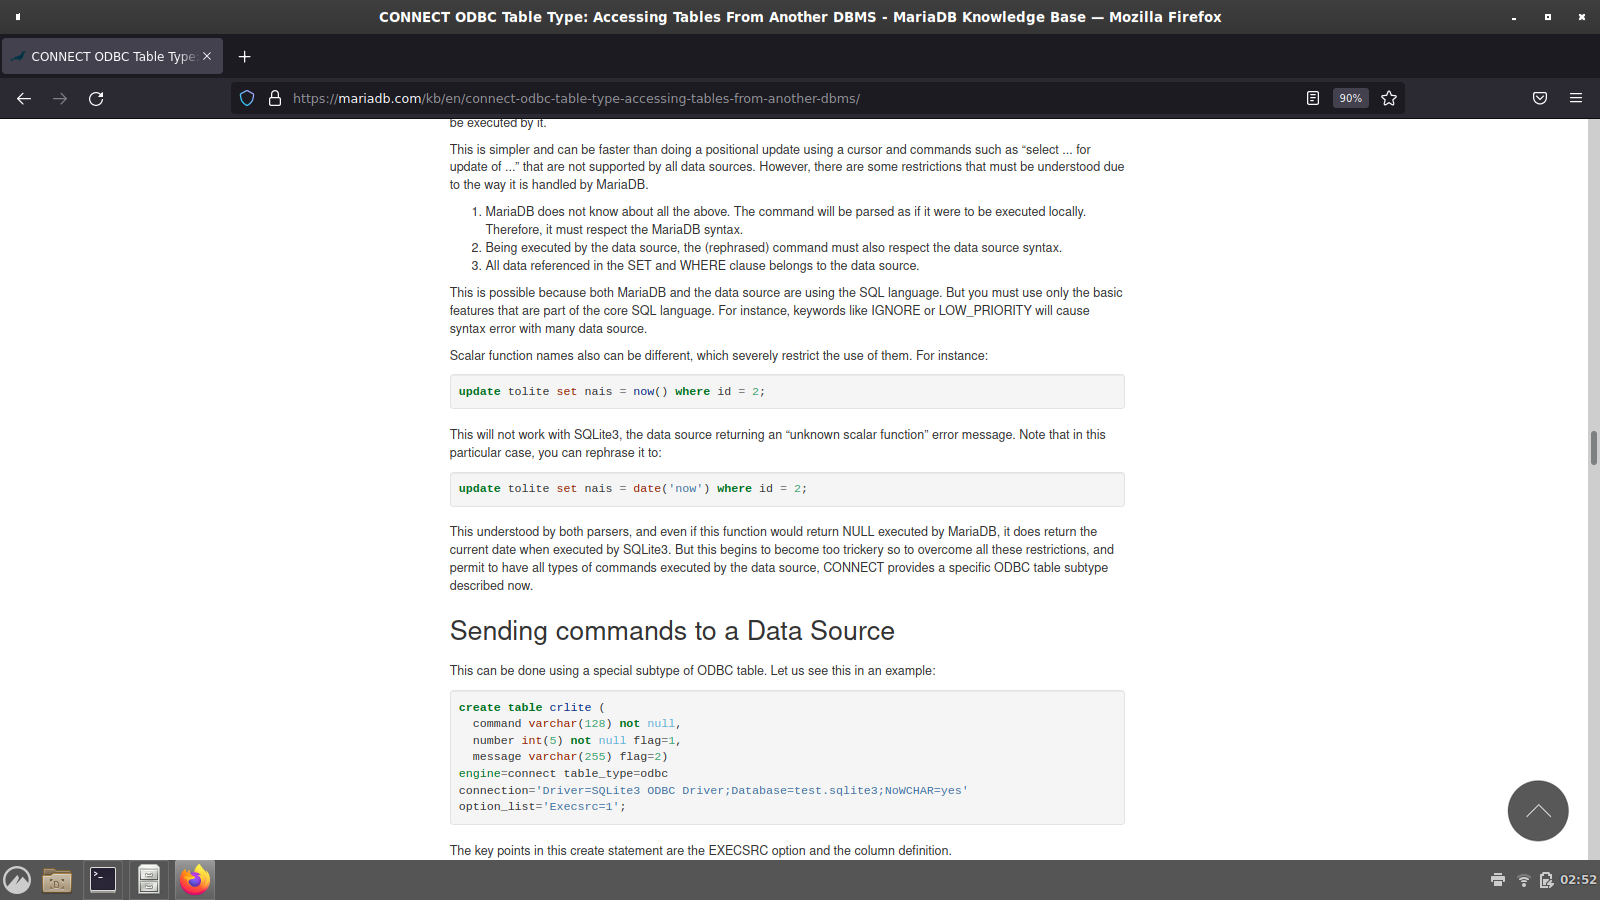 CONNECT ODBC Table Type: Accessing Tables From Another DBMS - MariaDB Knowledge Base — Mozilla Firefox
CONNECT ODBC Table Type:
https://mariadb.com/kb/en/connect-odbc-table-type-accessing-tables-from-another-dbms/
90%
be executed by it.
This is simpler and can be faster than doing a positional update using a cursor and commands such as “select ... for
update of ...” that are not supported by all data sources. However, there are some restrictions that must be understood due
to the way it is handled by MariaDB.
1. MariaDB does not know about all the above. The command will be parsed as if it were to be executed locally.
Therefore, it must respect the MariaDB syntax.
2. Being executed by the data source, the (rephrased) command must also respect the data source syntax.
3. All data referenced in the SET and WHERE clause belongs to the data source.
This is possible because both MariaDB and the data source are using the SQL language. But you must use only the basic
features that are part of the core SQL language. For instance, keywords like IGNORE or LOW_PRIORITY will cause
syntax error with many data source.
Scalar function names also can be different, which severely restrict the use of them. For instance:
update tolite set nais = now() where id = 2;
This will not work with SQLite3, the data source returning an “unknown scalar function” error message. Note that in this
particular case, you can rephrase it to:
update tolite set nais = date('now') where id = 2;
This understood by both parsers, and even if this function would return NULL executed by MariaDB, it does return the
current date when executed by SQLite3. But this begins to become too trickery so to overcome all these restrictions, and
permit to have all types of commands executed by the data source, CONNECT provides a specific ODBC table subtype
described now.
Sending commands to a Data Source
This can be done using a special subtype of ODBC table. Let us see this in an example:
create table crlite (
command varchar(128) not null,
number int(5) not null flag=1,
message varchar(255) flag=2)
engine=connect table_type=odbc
connection='Driver=SQLite3 ODBC Driver;Database=test.sqlite3;NoWCHAR=yes'
option_list='Execsrc=1';
The key points in this create statement are the EXECSRC option and the column definition.
02:52